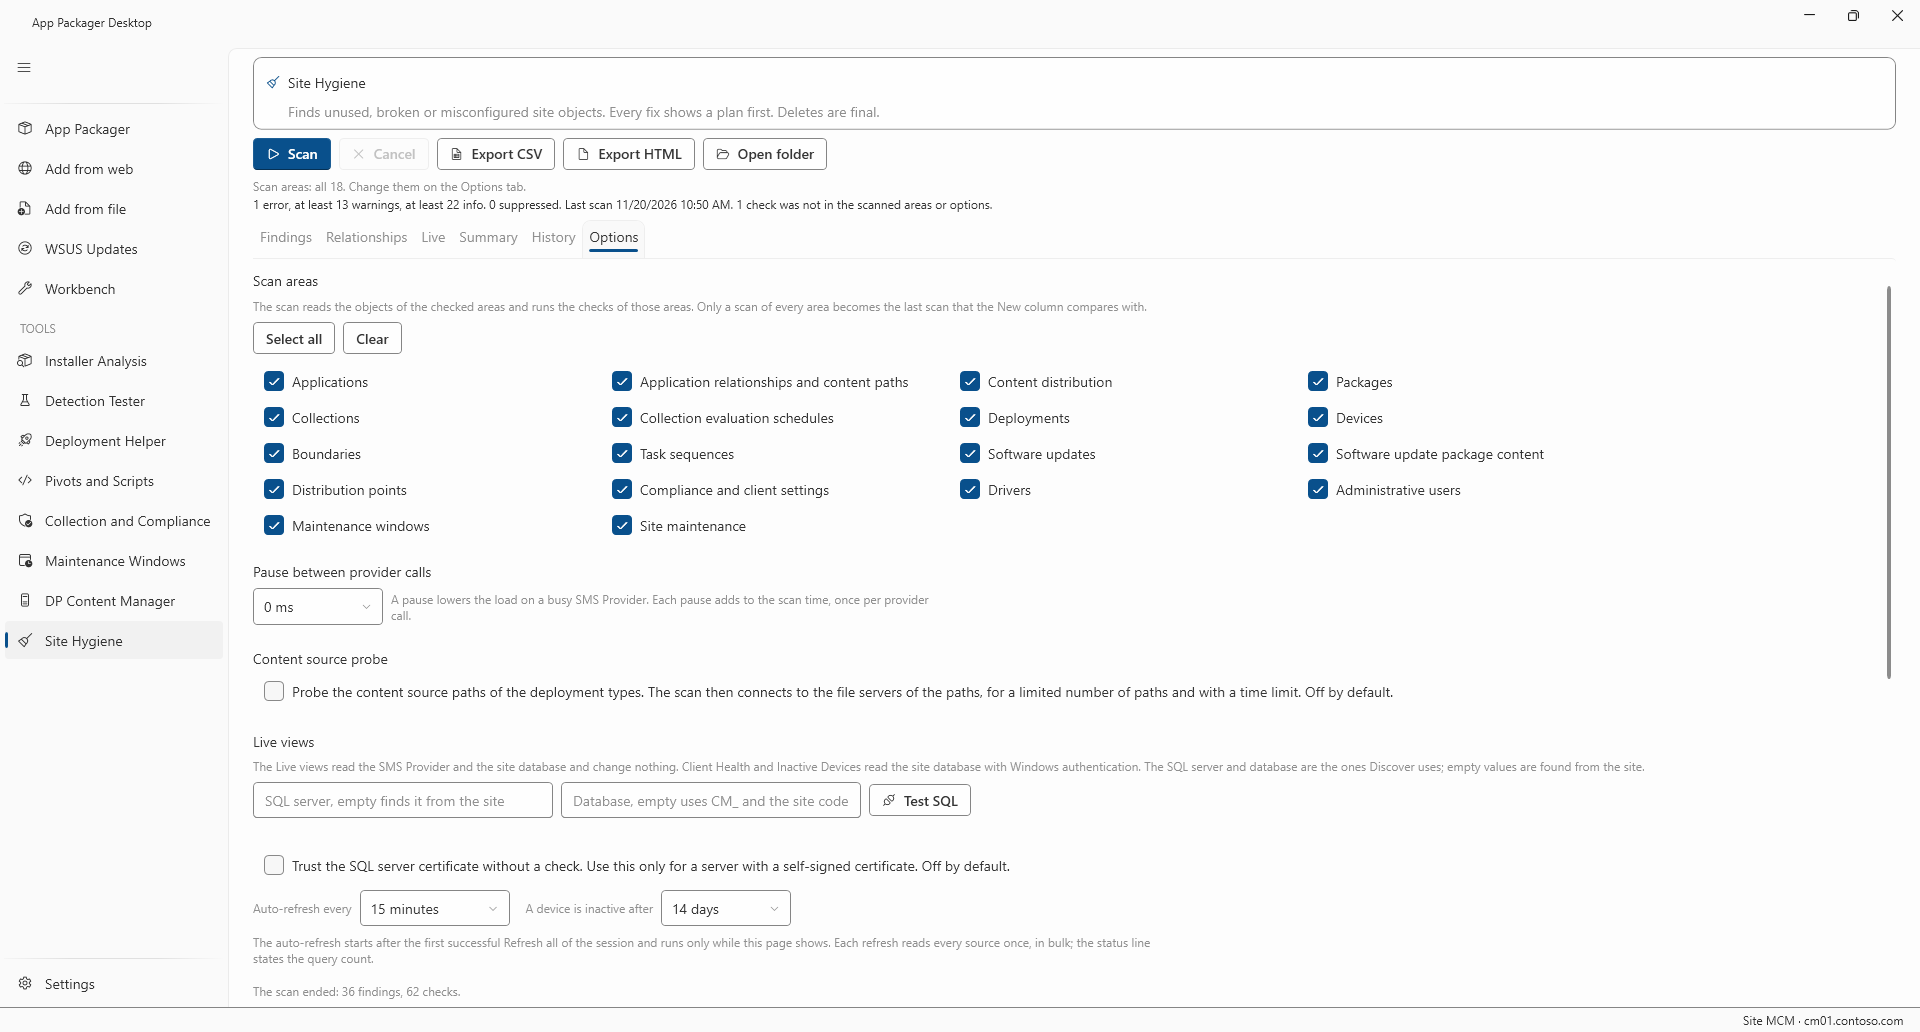 App Packager Desktop
Site Hygiene
Finds unused, broken or misconfigured site objects. Every fix shows a plan first. Deletes are final.
App Packager
Add from web
Add from file
WSUS Updates
Workbench
TOOLS
Installer Analysis
Detection Tester
Deployment Helper
Pivots and Scripts
Collection and Compliance
Maintenance Windows
DP Content Manager
Site Hygiene
Settings
Scan Cancel Export CSV Export HTML Open folder
Scan areas: all 18. Change them on the Options tab.
1 error, at least 13 warnings, at least 22 info. 0 suppressed. Last scan 11/20/2026 10:50 AM. 1 check was not in the scanned areas or options.
Findings Relationships Live Summary History Options
Scan areas
The scan reads the objects of the checked areas and runs the checks of those areas. Only a scan of every area becomes the last scan that the New column compares with.
Select all Clear
Applications Application relationships and content paths Content distribution Packages
Collections Collection evaluation schedules Deployments Devices
Boundaries Task sequences Software updates Software update package content
Distribution points Compliance and client settings Drivers Administrative users
Maintenance windows Site maintenance
Pause between provider calls
0 ms
A pause lowers the load on a busy SMS Provider. Each pause adds to the scan time, once per provider
call.
Content source probe
Probe the content source paths of the deployment types. The scan then connects to the file servers of the paths, for a limited number of paths and with a time limit. Off by default.
Live views
The Live views read the SMS Provider and the site database and change nothing. Client Health and Inactive Devices read the site database with Windows authentication. The SQL server and database are the ones Discover uses; empty values are found from the site.
SQL server, empty finds it from the site Database, empty uses CM_ and the site code Test SQL
Trust the SQL server certificate without a check. Use this only for a server with a self-signed certificate. Off by default.
Auto-refresh every 15 minutes A device is inactive after 14 days
The auto-refresh starts after the first successful Refresh all of the session and runs only while this page shows. Each refresh reads every source once, in bulk; the status line
states the query count.
The scan ended: 36 findings, 62 checks.
Site MCM · cm01.contoso.com